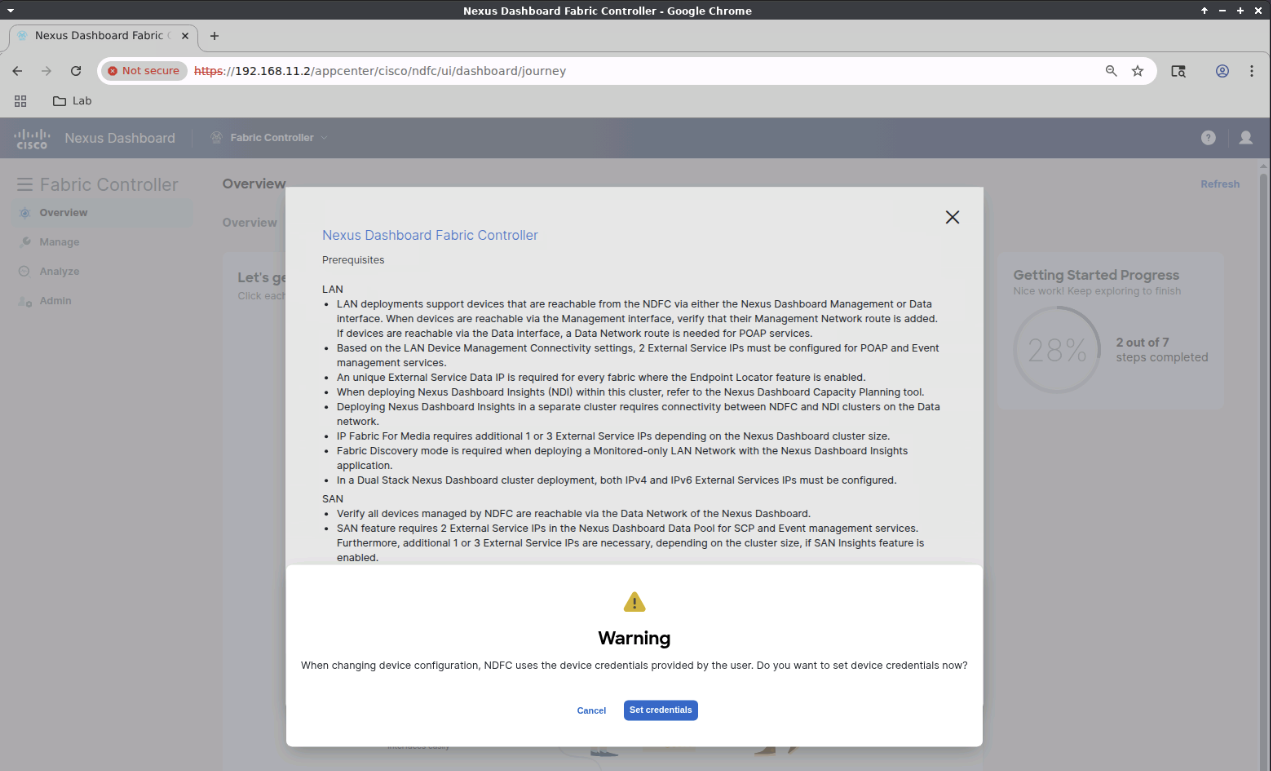 Nexus Dashboard Fabric Controller - Google Chrome
Nexus Dashboard Fabric
Not secure https://192.168.11.2/appcenter/cisco/ndfc/ui/dashboard/journey
Lab
CISCO Nexus Dashboard Fabric Controller
Fabric Controller
Overview
Manage
Analyze
Admin
Overview
Refresh
Overview
Let's
Click
Getting Started Progress
Nice work! Keep exploring to finish
28%
2 out of 7
steps completed
Nexus Dashboard Fabric Controller
Prerequisites
LAN
• LAN deployments support devices that are reachable from the NDFC via either the Nexus Dashboard Management or Data
Interface. When devices are reachable via the Management Interface, verify that their Management Network route is added.
If devices are reachable via the Data Interface, a Data Network route is needed for POAP services.
• Based on the LAN Device Management Connectivity settings, 2 External Service IPs must be configured for POAP and Event
management services.
• An unique External Service Data IP is required for every fabric where the Endpoint Locator feature is enabled.
• When deploying Nexus Dashboard Insights (NDI) within this cluster, refer to the Nexus Dashboard Capacity Planning tool.
• Deploying Nexus Dashboard Insights in a separate cluster requires connectivity between NDFC and NDI clusters on the Data
network.
• IP Fabric For Media requires additional 1 or 3 External Service IPs depending on the Nexus Dashboard cluster size.
• Fabric Discovery mode is required when deploying a Monitored-only LAN Network with the Nexus Dashboard Insights
application.
• In a Dual Stack Nexus Dashboard cluster deployment, both IPv4 and IPv6 External Services IPs must be configured.
SAN
• Verify all devices managed by NDFC are reachable via the Data Network of the Nexus Dashboard.
• SAN feature requires 2 External Service IPs in the Nexus Dashboard Data Pool for SCP and Event management services.
Furthermore, additional 1 or 3 External Service IPs are necessary, depending on the cluster size, if SAN Insights feature is
enabled.
Warning
When changing device configuration, NDFC uses the device credentials provided by the user. Do you want to set device credentials now?
Cancel Set credentials